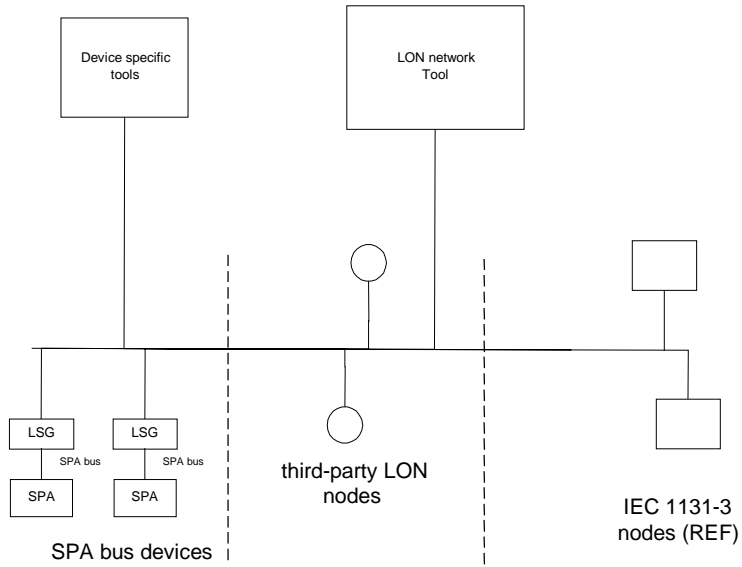 Device specific
tools
LON network
Tool
LSG
LSG
SPA bus
SPA bus
SPA
SPA
third-party LON
nodes
IEC 1131-3
nodes (REF)
SPA bus devices